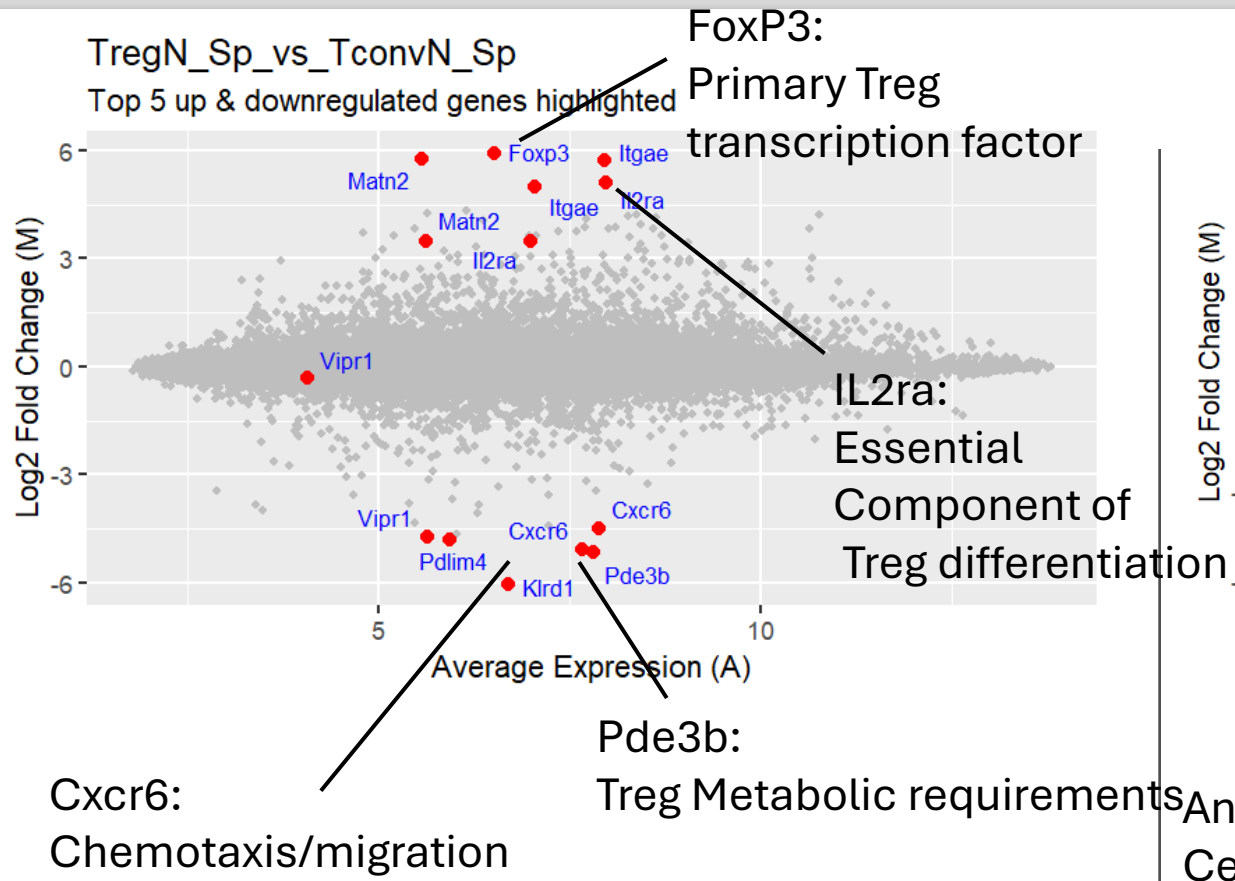 FoxP3:
Primary Treg
transcription factor
TregN_Sp_vs_TconvN_Sp
Top 5 up & downregulated genes highlighted
Log2 Fold Change (M)
6
3
0
-3
-6
Foxp3
Itgae
Matn2
Il2ra
Itgae
Matn2
Il2ra
Vipr1
Vipr1
Cxcr6
Cxcr6
Pdlim4
Pde3b
Klrd1
5
10
Average Expression (A)
IL2ra:
Essential
Component of
Treg differentiation
Pde3b:
Treg Metabolic requirements
Cxcr6:
Chemotaxis/migration
Log2 Fold Change (M)
An
Ce